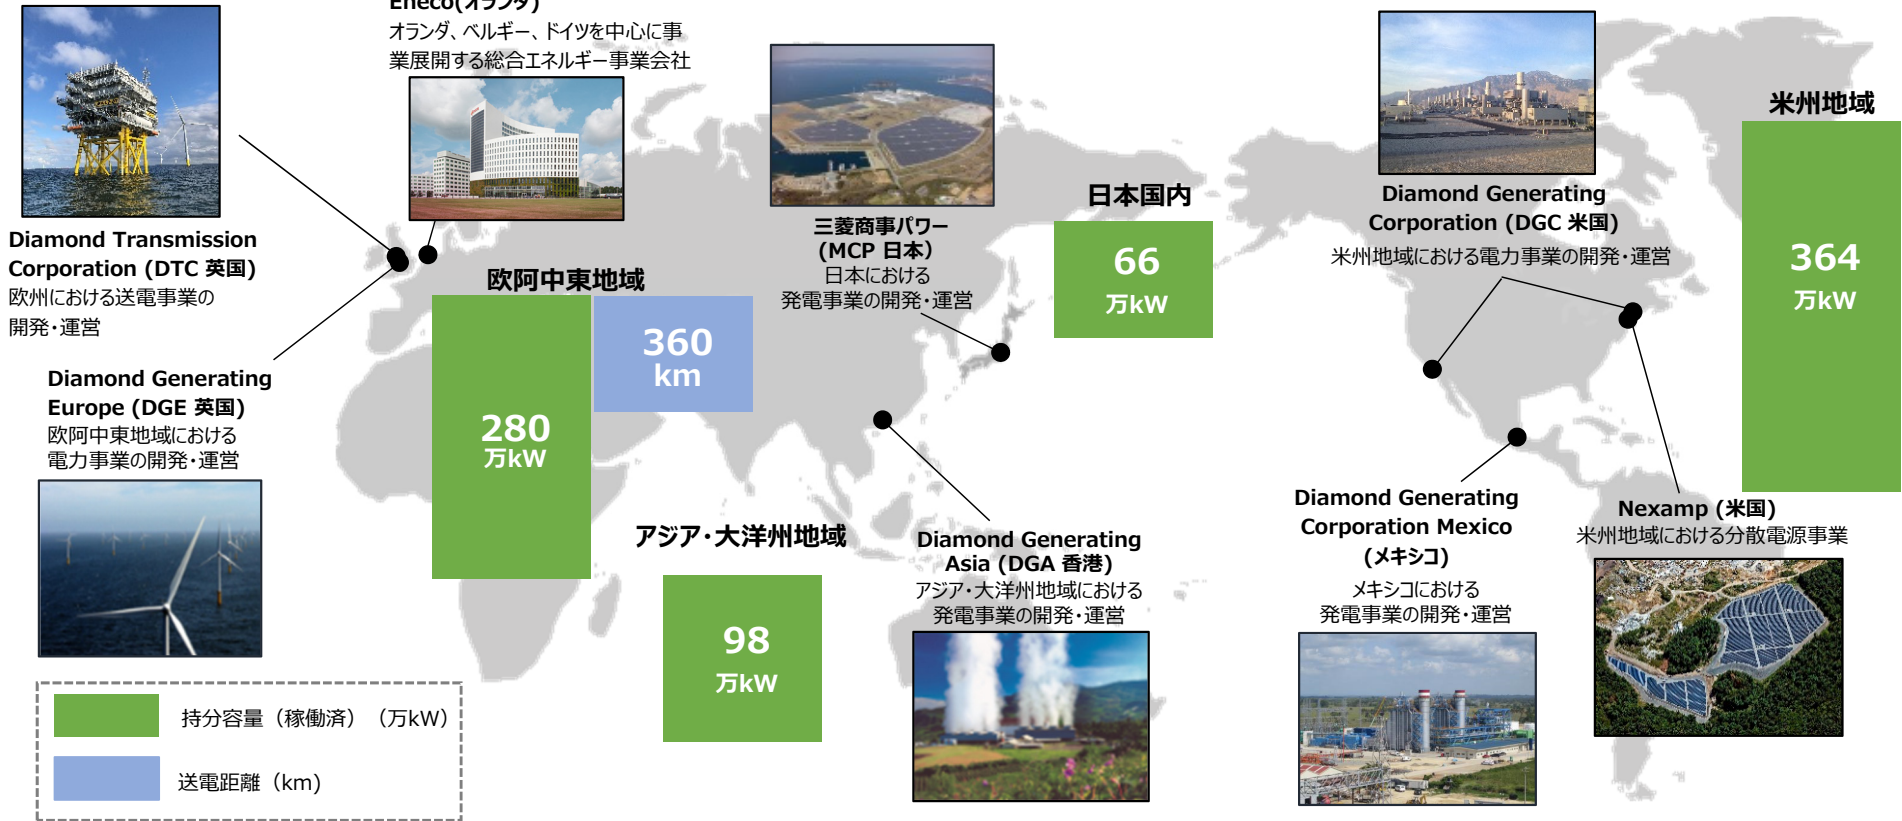 Eneco(オランダ)
オランダ、ベルギー、ドイツを中心に事
業展開する総合エネルギー事業会社
Diamond Transmission
Corporation (DTC 英国)
欧州における送電事業の
開発・運営
Diamond Generating
Europe (DGE 英国)
欧阿中東地域における
電力事業の開発・運営
欧阿中東地域
280
万kW
360
km
三菱商事パワー
(MCP 日本）
日本における
発電事業の開発・運営
日本国内
66
万kW
アジア・大洋州地域
98
万kW
Diamond Generating
Asia (DGA 香港)
アジア・大洋州地域における
発電事業の開発・運営
Diamond Generating
Corporation (DGC 米国)
米州地域における電力事業の開発・運営
米州地域
364
万kW
Diamond Generating
Corporation Mexico
(メキシコ)
メキシコにおける
発電事業の開発・運営
Nexamp (米国)
米州地域における分散電源事業
持分容量（稼働済）（万kW）
送電距離（km）